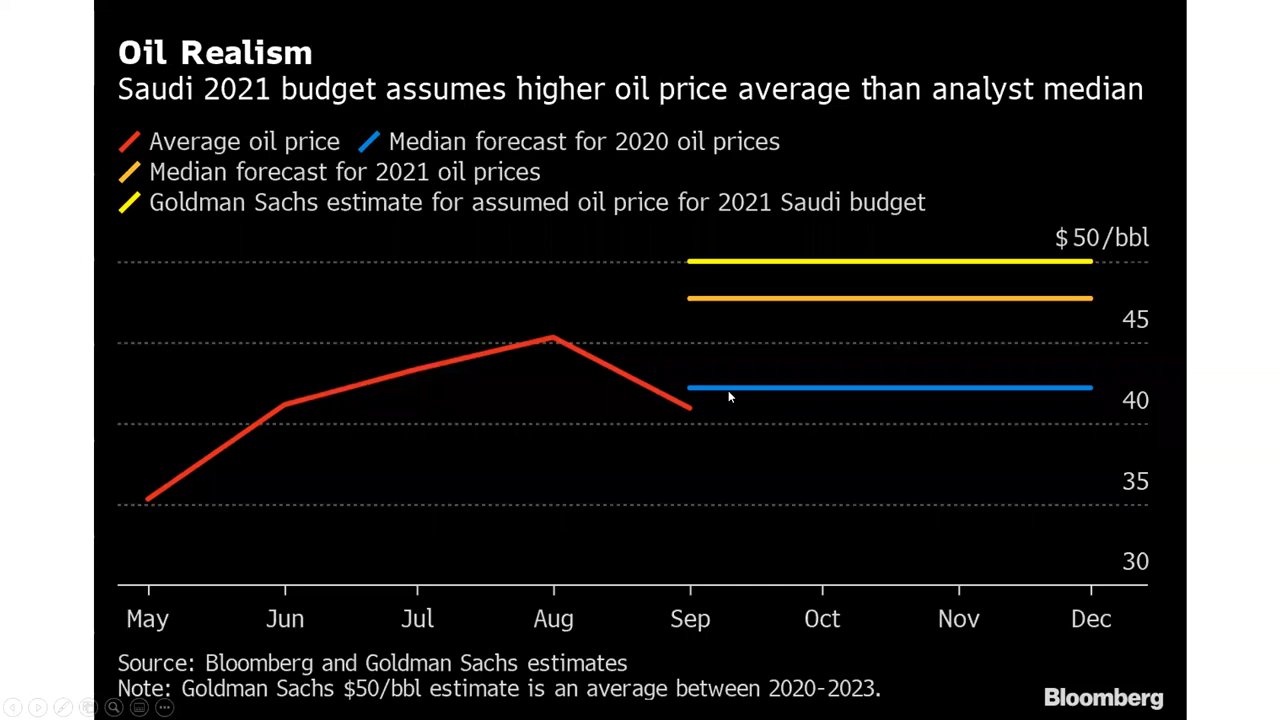 Oil Realism
Saudi 2021 budget assumes higher oil price average than analyst median
Average oil price Median forecast for 2020 oil prices
Median forecast for 2021 oil prices
Goldman Sachs estimate for assumed oil price for 2021 Saudi budget
$50/bbl
45
40
35
30
May Jun Jul Aug Sep Oct Nov Dec
Source: Bloomberg and Goldman Sachs estimates
Note: Goldman Sachs $50/bbl estimate is an average between 2020-2023.
Bloomberg